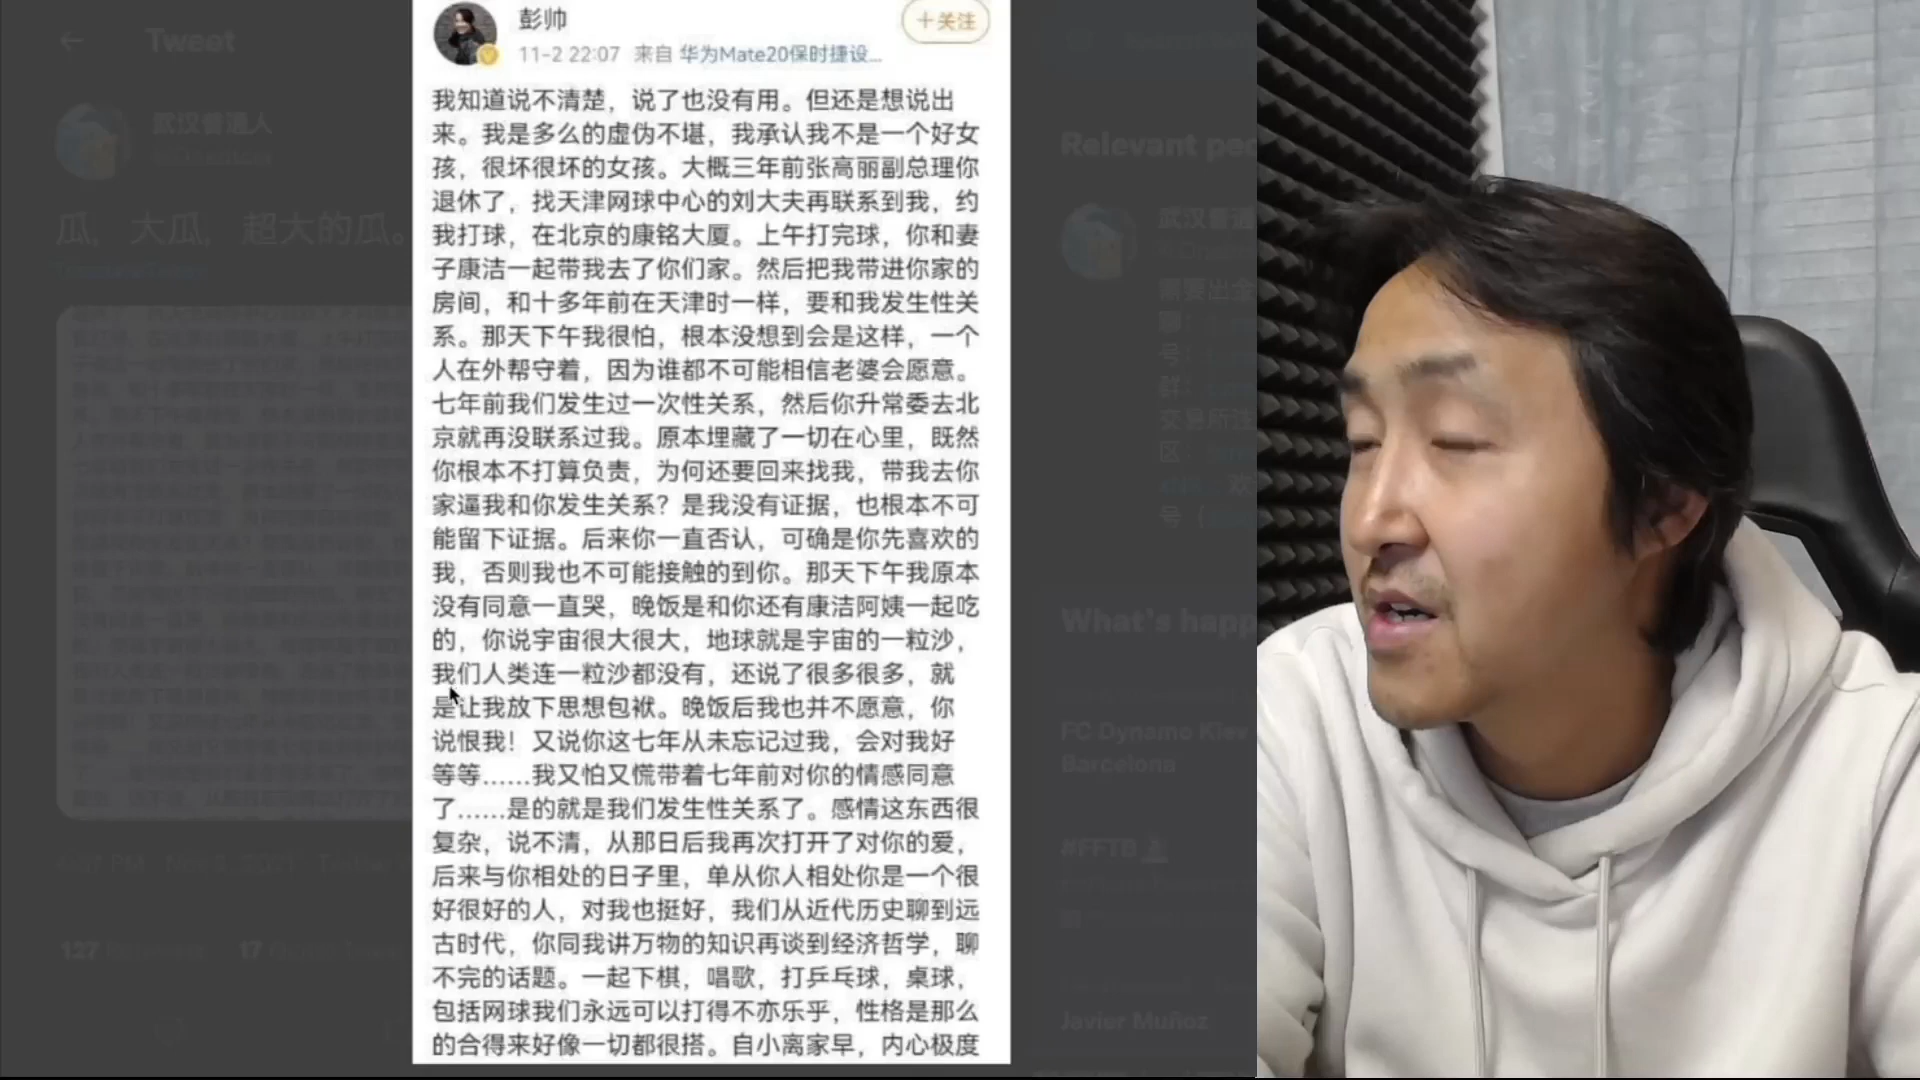 Tweet
武汉普通人
瓜，大瓜，超大的瓜。
彭帅
+关注
11-2 22:07 来自 华为Mate20保时捷设...
我知道说不清楚，说了也没有用。但还是想说出
来。我是多么的虚伪不堪，我承认我不是一个好女
孩，很坏很坏的女孩。大概三年前张高丽副总理你
退休了，找天津网球中心的刘大夫再联系到我，约
我打球，在北京的康铭大厦。上午打完球，你和妻
子康洁一起带我去了你们家。然后把我带进你家的
房间，和十多年前在天津时一样，要和我发生性关
系。那天下午我很怕，根本没想到会是这样，一个
人在外帮守着，因为谁都不可能相信老婆会愿意。
七年前我们发生过一次性关系，然后你升常委去北
京就再没联系过我。原本埋藏了一切在心里，既然
你根本不打算负责，为何还要回来找我，带我去你
家逼我和你发生关系？是我没有证据，也根本不可
能留下证据。后来你一直否认，可确是你先喜欢的
我，否则我也不可能接触的到你。那天下午我原本
没有同意一直哭，晚饭是和你还有康洁阿姨一起吃
的，你说宇宙很大很大，地球就是宇宙的一粒沙，
我们人类连一粒沙都没有，还说了很多很多，就
是让我放下思想包袱。晚饭后我也并不愿意，你
说恨我！又说你这七年从未忘记过我，会对我好
等等……我又怕又慌带着七年前对你的情感同意
了……是的就是我们发生性关系了。感情这东西很
复杂，说不清，从那日后我再次打开了对你的爱，
后来与你相处的日子里，单从你人相处你是一个很
好很好的人，对我也挺好，我们从近代历史聊到远
古时代，你同我讲万物的知识再谈到经济哲学，聊
不完的话题。一起下棋，唱歌，打乒乓球，桌球，
包括网球我们永远可以打得不亦乐乎，性格是那么
的合得来好像一切都很搭。自小离家早，内心极度
127
17
Relevant peo
What's happ
FC Dynamo Kiev
Barcelona
#FFTB
Javier Muñoz